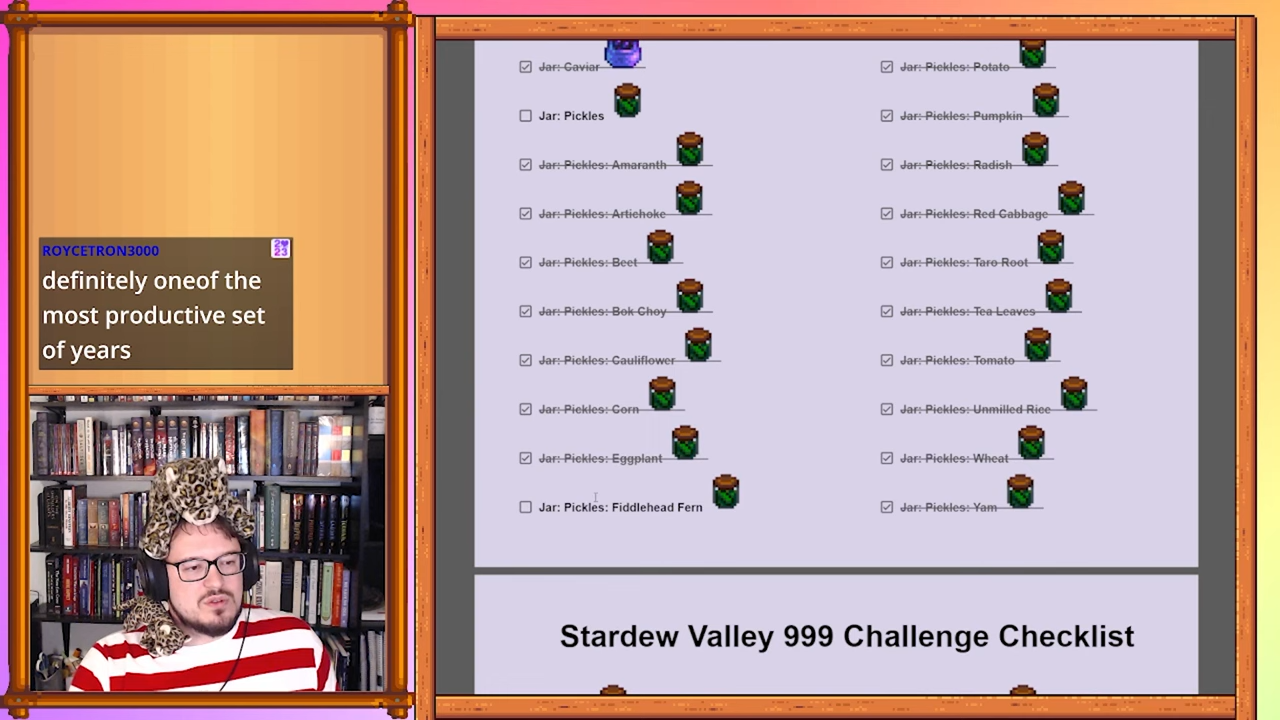 ROYCETRON3000
definitely oneof the
most productive set
of years
Jar: Caviar
Jar: Pickles
Jar: Pickles: Amaranth
Jar: Pickles: Artichoke
Jar: Pickles: Beet
Jar: Pickles: Bok Choy
Jar: Pickles: Cauliflower
Jar: Pickles: Corn
Jar: Pickles: Eggplant
Jar: Pickles: Fiddlehead Fern
Jar: Pickles: Potato
Jar: Pickles: Pumpkin
Jar: Pickles: Radish
Jar: Pickles: Red Cabbage
Jar: Pickles: Taro Root
Jar: Pickles: Tea Leaves
Jar: Pickles: Tomato
Jar: Pickles: Unmilled Rice
Jar: Pickles: Wheat
Jar: Pickles: Yam
Stardew Valley 999 Challenge Checklist